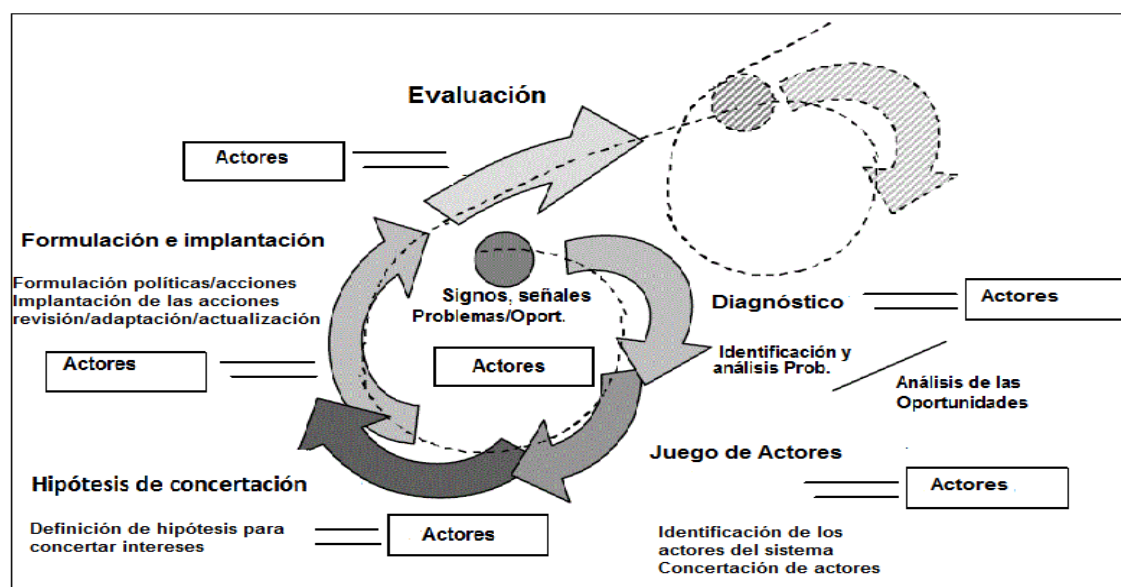 Evaluación
Actores
Formulación e implantación
Formulación políticas/acciones
Implantación de las acciones
revisión/adaptación/actualización
Actores
Signos, señales
Problemas/Oport.
Actores
Diagnóstico
Actores
Identificación y
análisis Prob.
Análisis de las
Oportunidades
Juego de Actores
Actores
Identificación de los
actores del sistema
Concertación de actores
Hipótesis de concertación
Definición de hipótesis para
concertar intereses
Actores